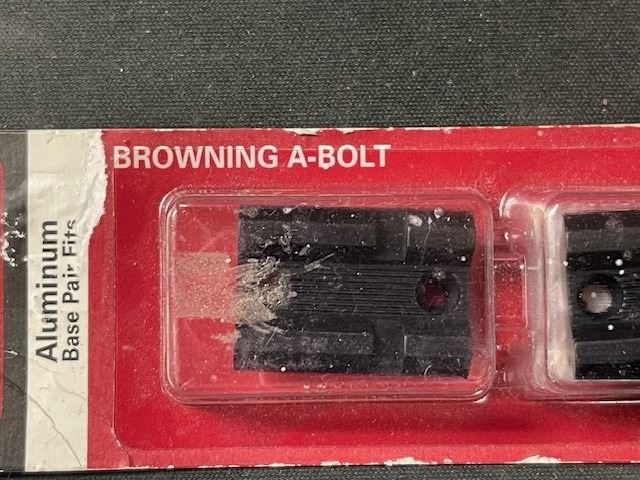 BROWNING A-BOLT
Aluminum
Base Pair Fits